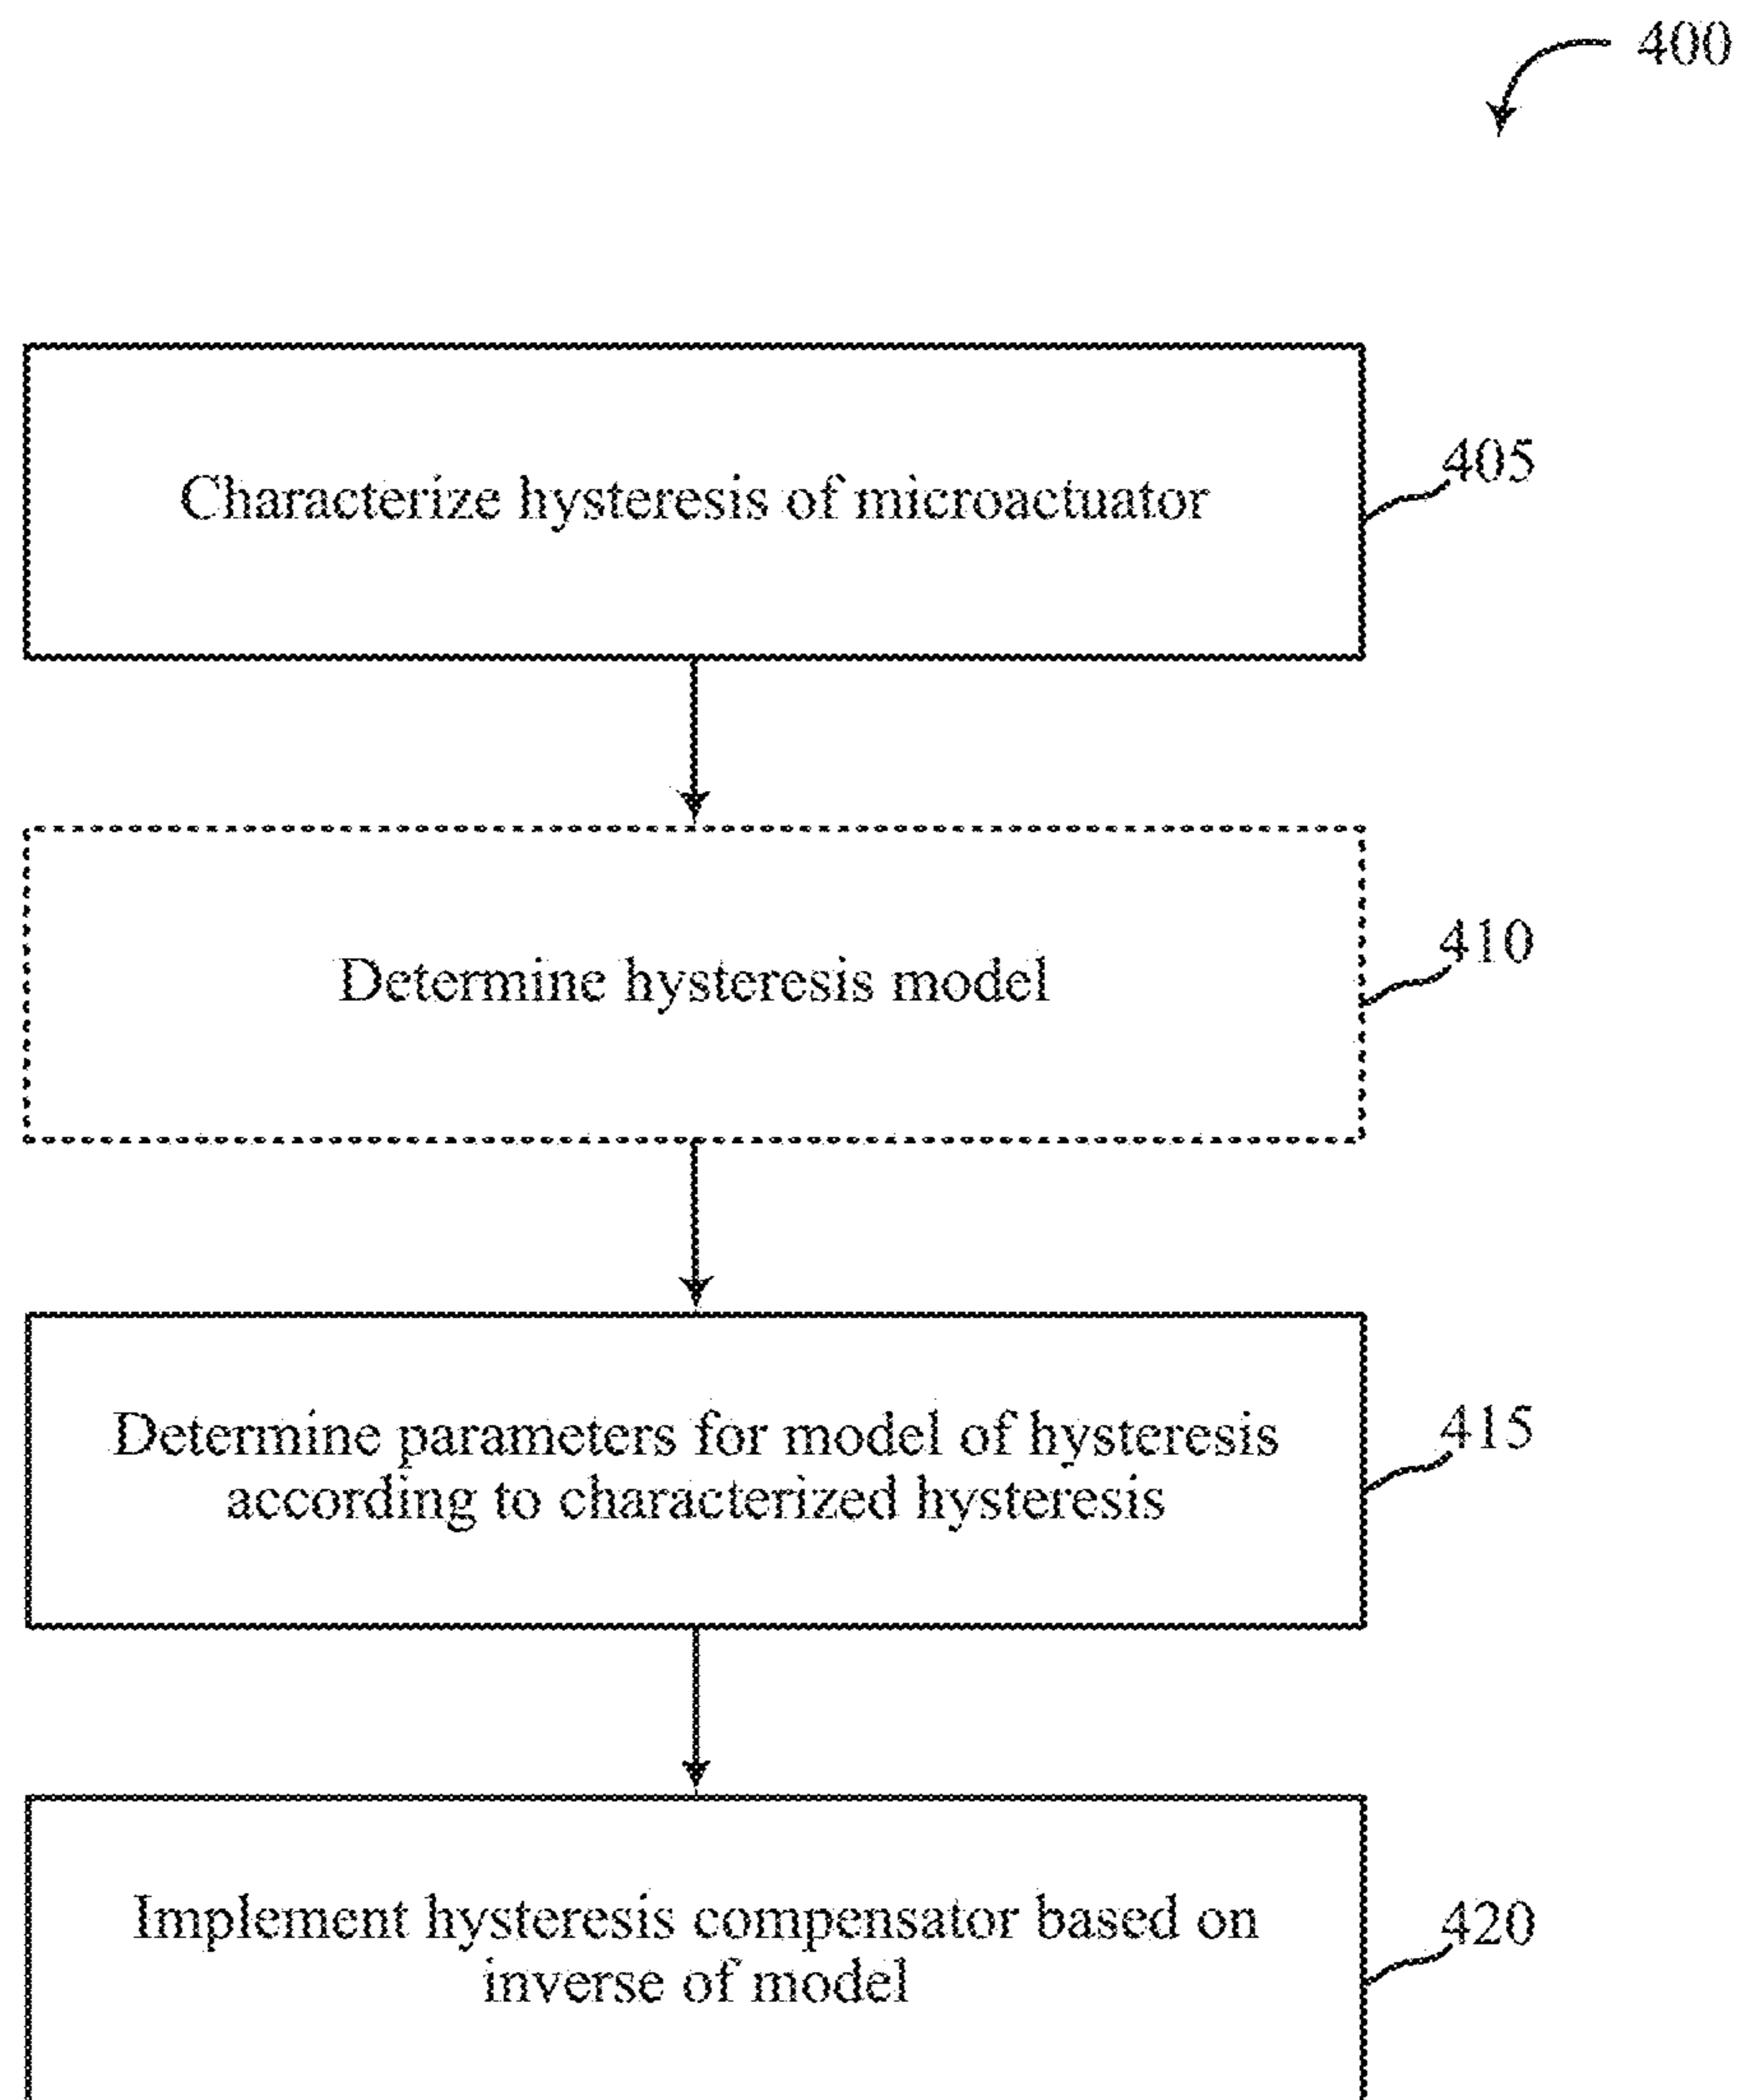 400
Characterize hysteresis of microactuator
405
Determine hysteresis model
410
Determine parameters for model of hysteresis
according to characterized hysteresis
415
Implement hysteresis compensator based on
inverse of model
420